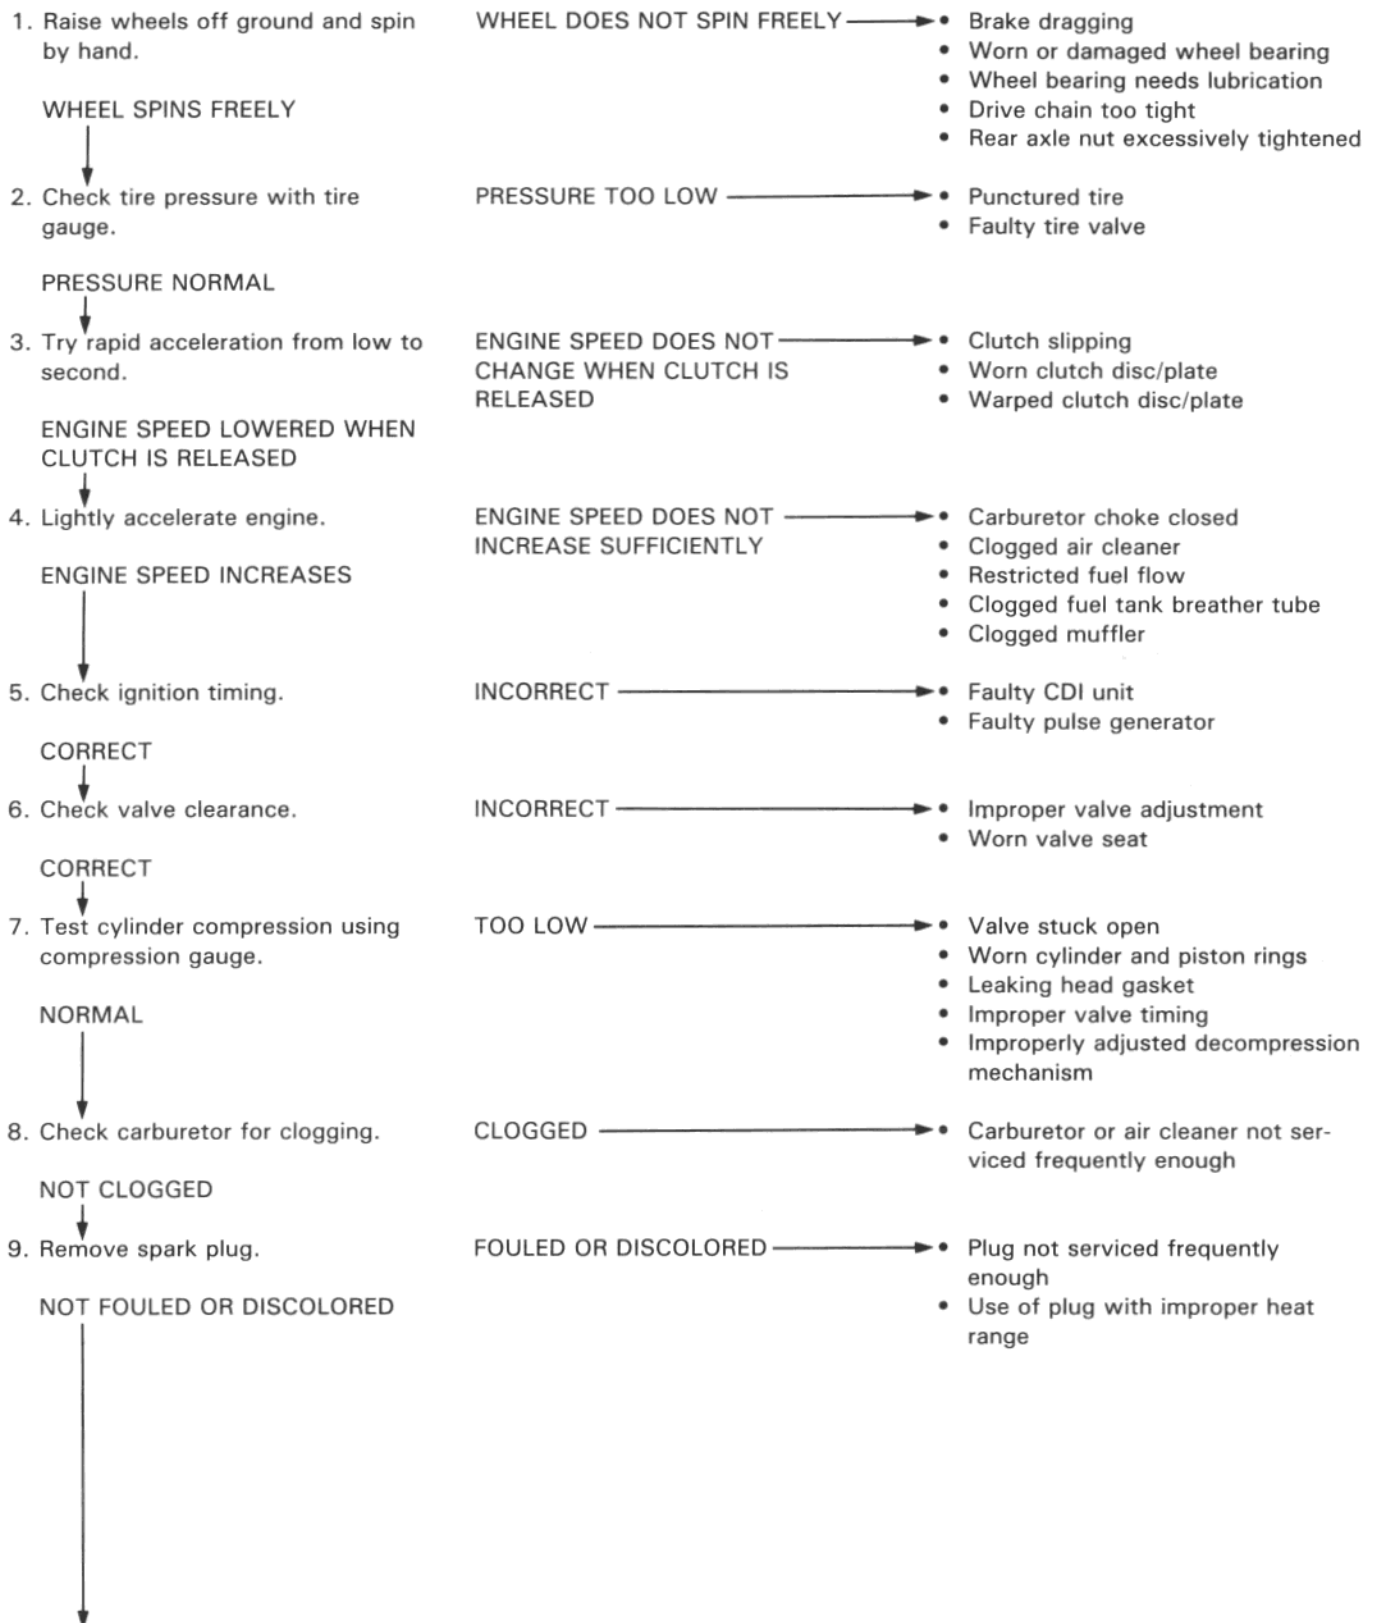 1. Raise wheels off ground and spin by hand.
WHEEL DOES NOT SPIN FREELY
• Brake dragging
• Worn or damaged wheel bearing
• Wheel bearing needs lubrication
• Drive chain too tight
• Rear axle nut excessively tightened
WHEEL SPINS FREELY
2. Check tire pressure with tire
gauge.
PRESSURE TOO LOW
• Punctured tire
• Faulty tire valve
PRESSURE NORMAL
3. Try rapid acceleration from low to
second.
ENGINE SPEED DOES NOT
CHANGE WHEN CLUTCH IS
RELEASED
• Clutch slipping
• Worn clutch disc/plate
• Warped clutch disc/plate
ENGINE SPEED LOWERED WHEN
CLUTCH IS RELEASED
4. Lightly accelerate engine.
ENGINE SPEED DOES NOT
INCREASE SUFFICIENTLY
• Carburetor choke closed
• Clogged air cleaner
• Restricted fuel flow
• Clogged fuel tank breather tube
• Clogged muffler
ENGINE SPEED INCREASES
5. Check ignition timing.
INCORRECT
• Faulty CDI unit
• Faulty pulse generator
CORRECT
6. Check valve clearance.
INCORRECT
• Improper valve adjustment
• Worn valve seat
CORRECT
7. Test cylinder compression using
compression gauge.
TOO LOW
• Valve stuck open
• Worn cylinder and piston rings
• Leaking head gasket
• Improper valve timing
• Improperly adjusted decompression
mechanism
NORMAL
8. Check carburetor for clogging.
CLOGGED
• Carburetor or air cleaner not ser-
viced frequently enough
NOT CLOGGED
9. Remove spark plug.
FOULED OR DISCOLORED
• Plug not serviced frequently
enough
• Use of plug with improper heat
range
NOT FOULED OR DISCOLORED